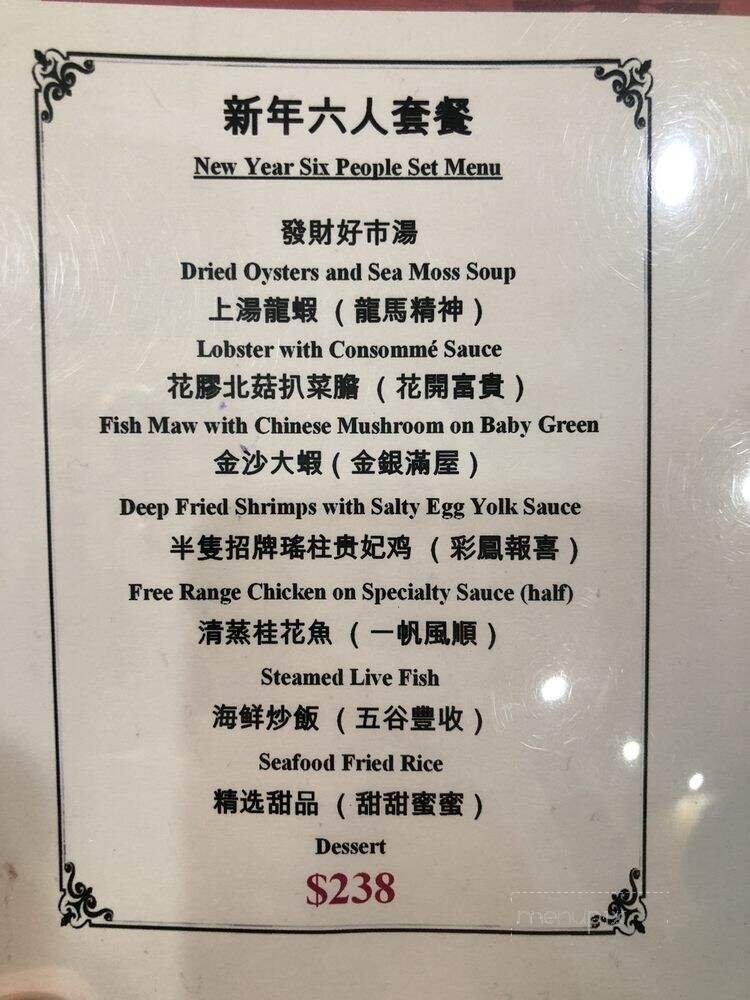 新年六人套餐
New Year Six People Set Menu
發財好市湯
Dried Oysters and Sea Moss Soup
上湯龍蝦 （龍馬精神）
Lobster with Consommé Sauce
花膠北菇扒菜膽 （花開富貴）
Fish Maw with Chinese Mushroom on Baby Green
金沙大蝦（金銀滿屋）
Deep Fried Shrimps with Salty Egg Yolk Sauce
半隻招牌瑤柱贵妃鸡 （彩鳳報喜）
Free Range Chicken on Specialty Sauce (half)
清蒸桂花魚 （一帆風順）
Steamed Live Fish
海鲜炒飯 （五谷豐收）
Seafood Fried Rice
精选甜品 （甜甜蜜蜜）
Dessert
$238